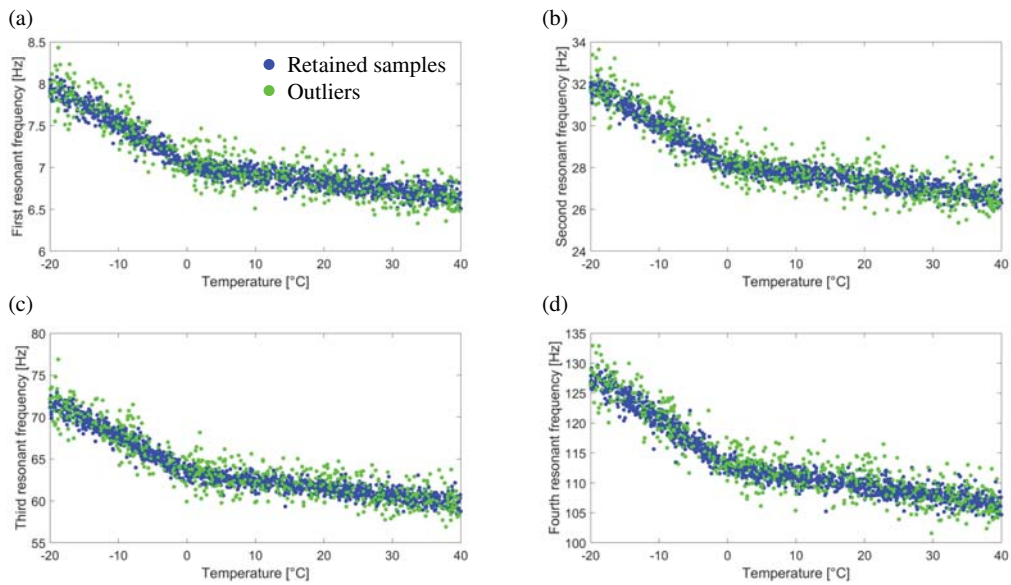 (a)
8.5
8
7.5
7
6.5
6
First resonant frequency [Hz]
-20 -10 0 10 20 30 40
Temperature [°C]
Retained samples
Outliers
(b)
34
32
30
28
26
24
Second resonant frequency [Hz]
-20 -10 0 10 20 30 40
Temperature [°C]
(c)
80
75
70
65
60
55
Third resonant frequency [Hz]
-20 -10 0 10 20 30 40
Temperature [°C]
(d)
135
130
125
120
115
110
105
100
Fourth resonant frequency [Hz]
-20 -10 0 10 20 30 40
Temperature [°C]